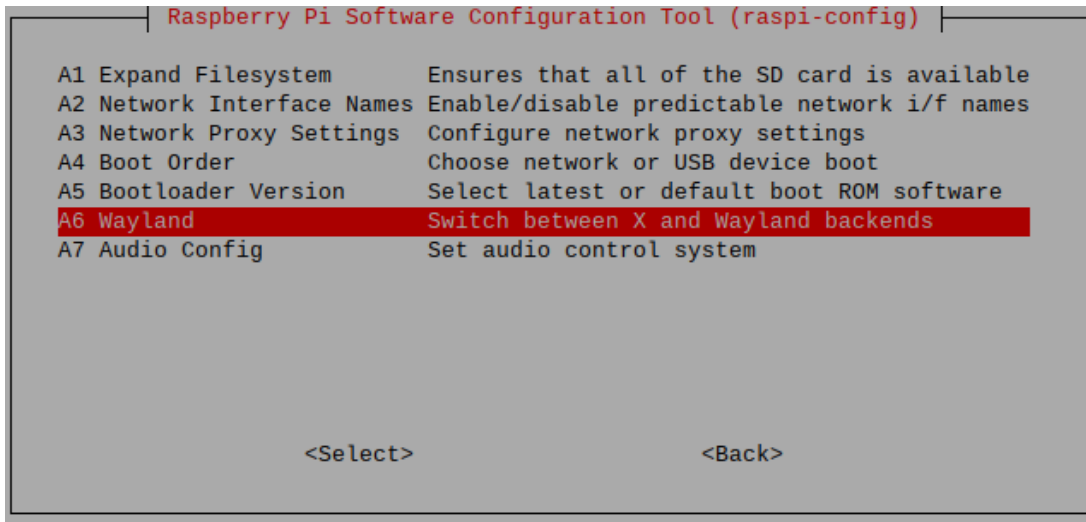 Raspberry Pi Software Configuration Tool (raspi-config)
A1 Expand Filesystem Ensures that all of the SD card is available
A2 Network Interface Names Enable/disable predictable network i/f names
A3 Network Proxy Settings Configure network proxy settings
A4 Boot Order Choose network or USB device boot
A5 Bootloader Version Select latest or default boot ROM software
A6 Wayland Switch between X and Wayland backends
A7 Audio Config Set audio control system
<Select> <Back>